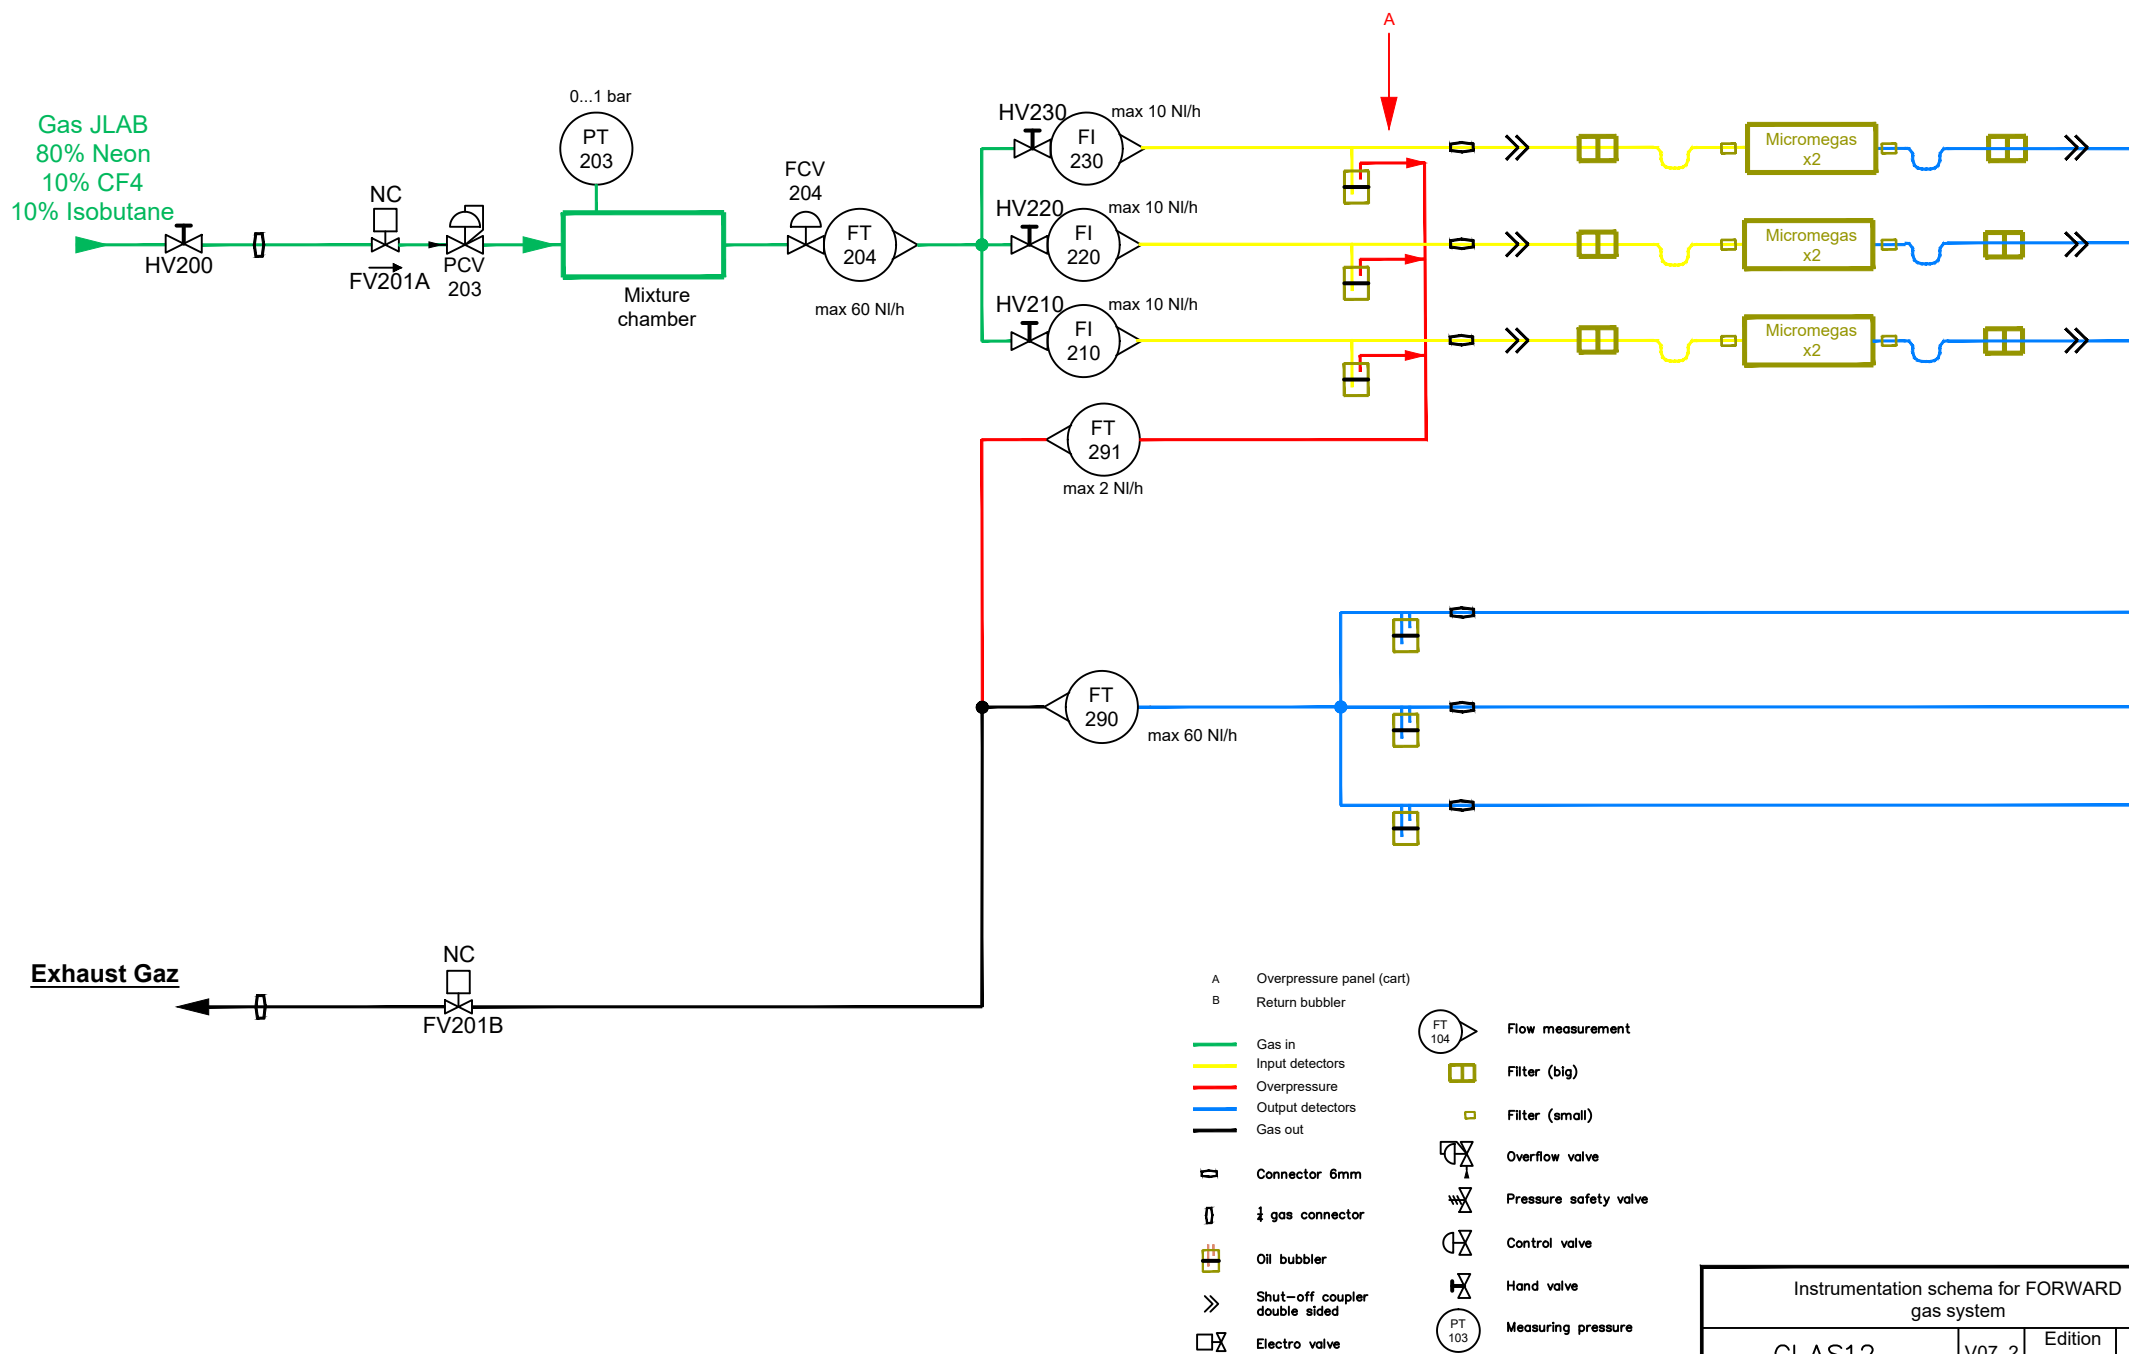 A
0...1 bar
Gas JLAB
80% Neon
10% CF4
10% Isobutane
PT
203
NC
HV200
FV201A
PCV
203
Mixture
chamber
FCV
204
FT
204
max 60 Nl/h
HV230
FI
230
max 10 Nl/h
HV220
FI
220
max 10 Nl/h
HV210
FI
210
max 10 Nl/h
Micromegas
x2
Micromegas
x2
Micromegas
x2
FT
291
max 2 Nl/h
FT
290
max 60 Nl/h
Exhaust Gaz
NC
FV201B
A Overpressure panel (cart)
B Return bubbler
Gas in
Input detectors
Overpressure
Output detectors
Gas out
Connector 6mm
gas connector
Oil bubbler
Shut-off coupler
double sided
Electro valve
FT
104
Flow measurement
Filter (big)
Filter (small)
Overflow valve
Pressure safety valve
Control valve
Hand valve
PT
103
Measuring pressure
Instrumentation schema for FORWARD
gas system
CLAS12
V07_2
Edition